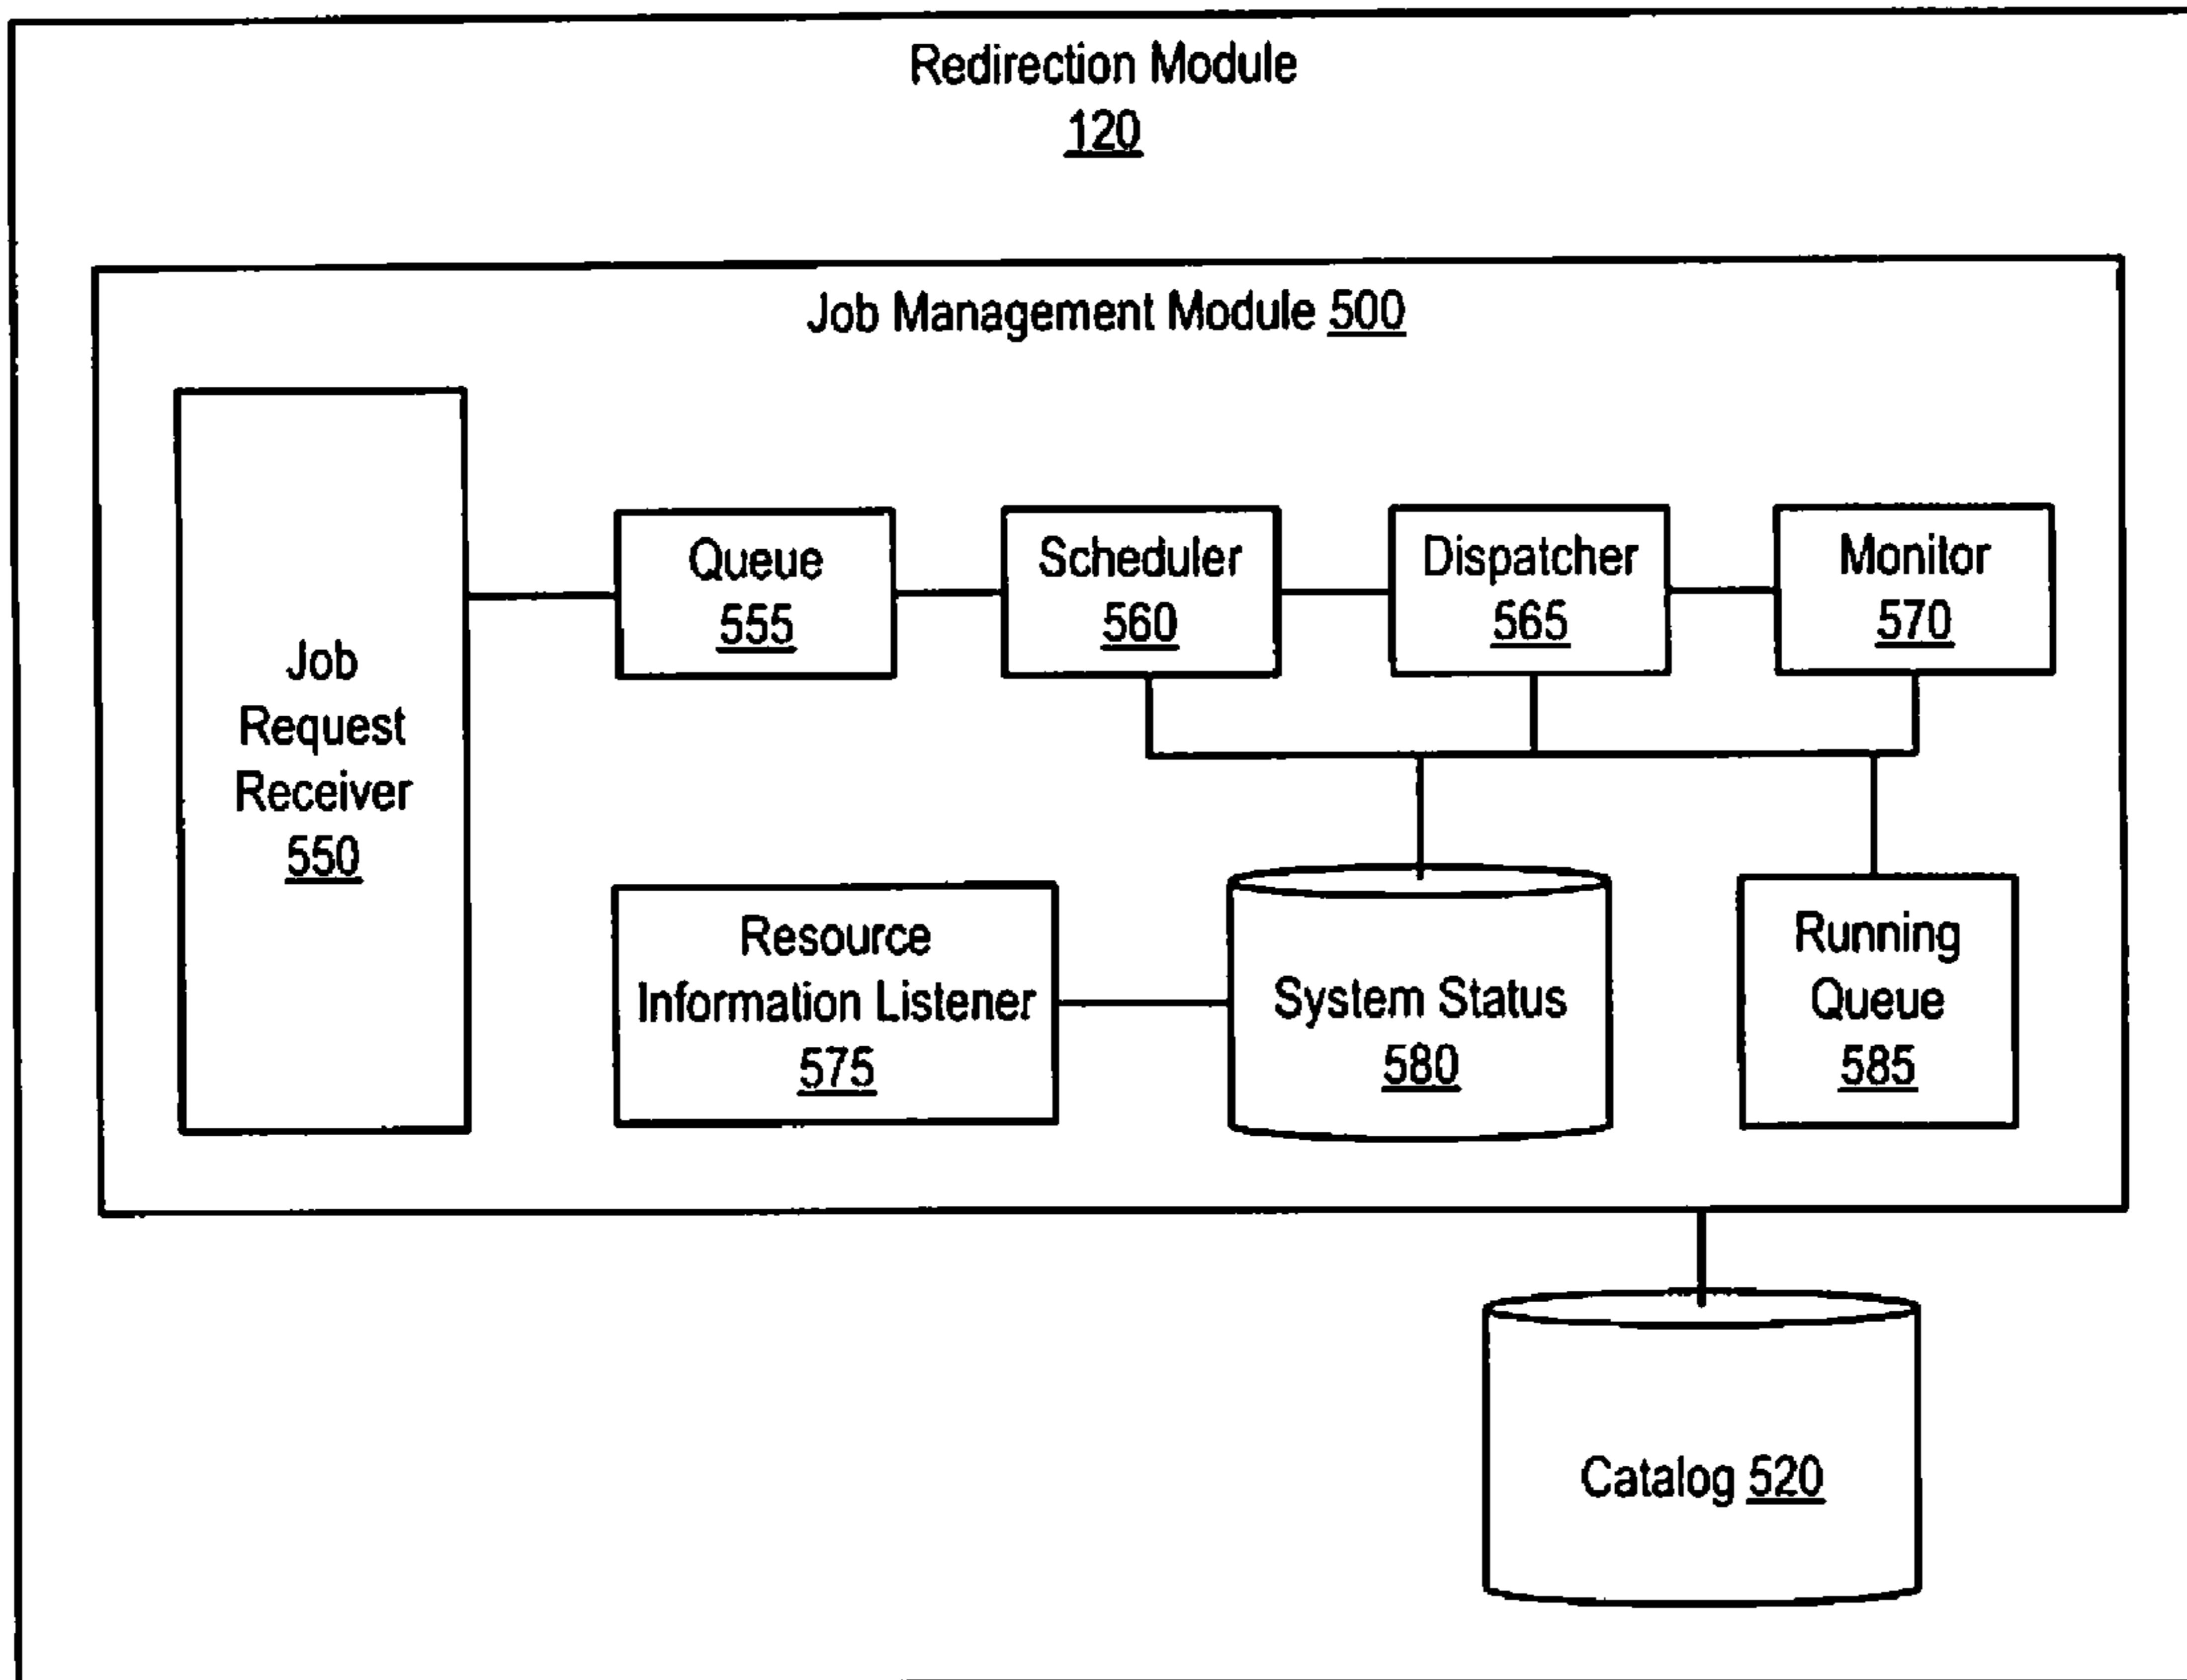 Redirection Module
120
Job Management Module 500
Job
Request
Receiver
550
Queue
555
Scheduler
560
Dispatcher
565
Monitor
570
Resource
Information Listener
575
System Status
580
Running
Queue
585
Catalog 520